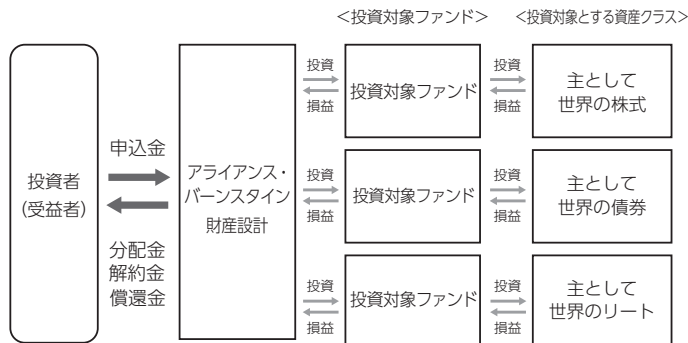 ＜投資対象ファンド＞
＜投資対象とする資産クラス＞
投資者
(受益者)
申込金
分配金
解約金
償還金
アライアンス・
バーンスタイン
財産設計
投資
損益
投資対象ファンド
投資
損益
主として
世界の株式
投資
損益
投資対象ファンド
投資
損益
主として
世界の債券
投資
損益
投資対象ファンド
投資
損益
主として
世界のリート